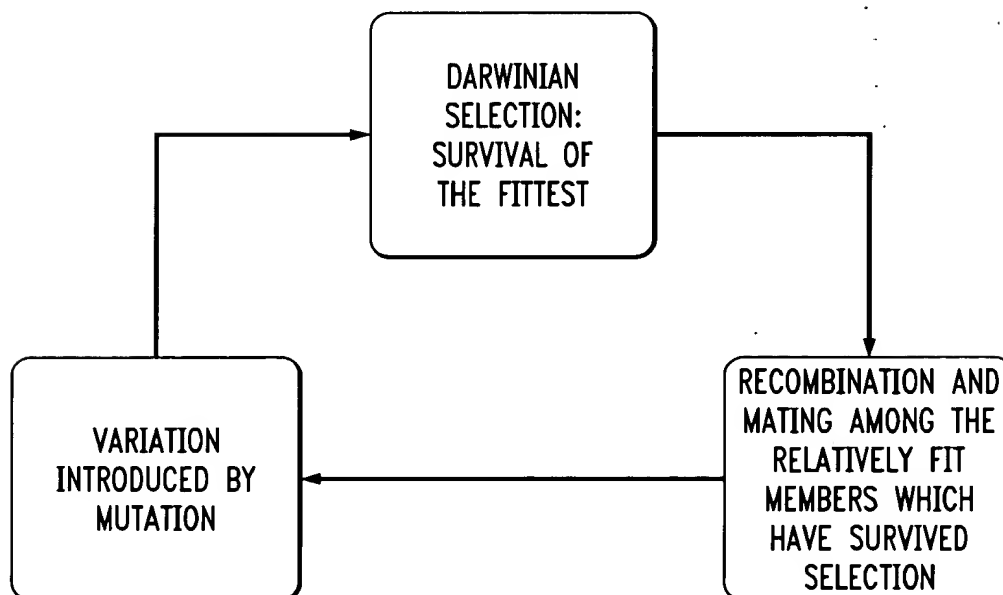 DARWINIAN
SELECTION:
SURVIVAL OF
THE FITTEST
VARIATION
INTRODUCED BY
MUTATION
RECOMBINATION AND
MATING AMONG THE
RELATIVELY FIT
MEMBERS WHICH
HAVE SURVIVED
SELECTION